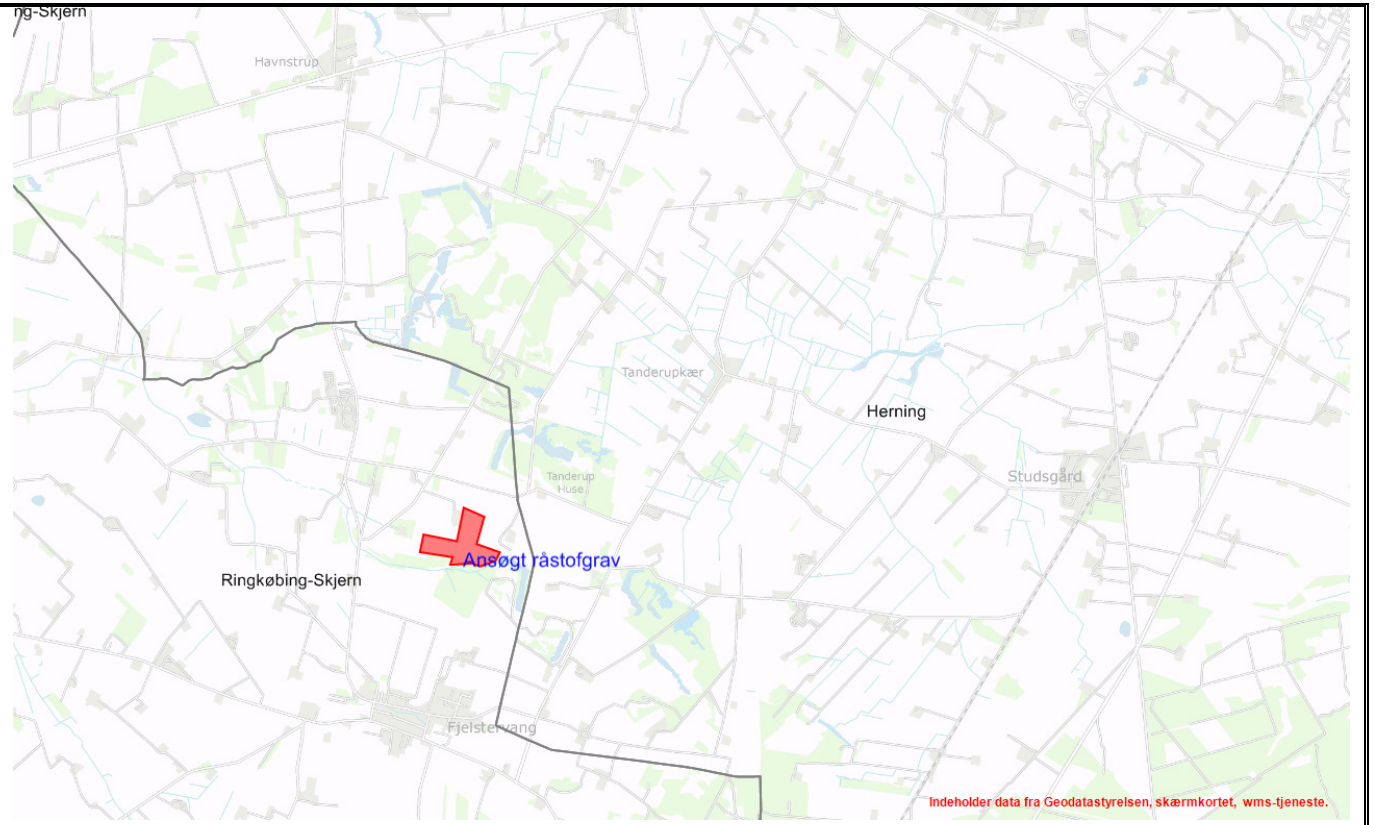 ng-Skjern
Havnstrup
Tanderupkær
Herning
Tanderup
Huse
Studsgård
Ansøgt råstofgrav
Ringkøbing-Skjern
Fjelstervang
Indeholder data fra Geodatastyrelsen, skærmkortet, wms-tjeneste.